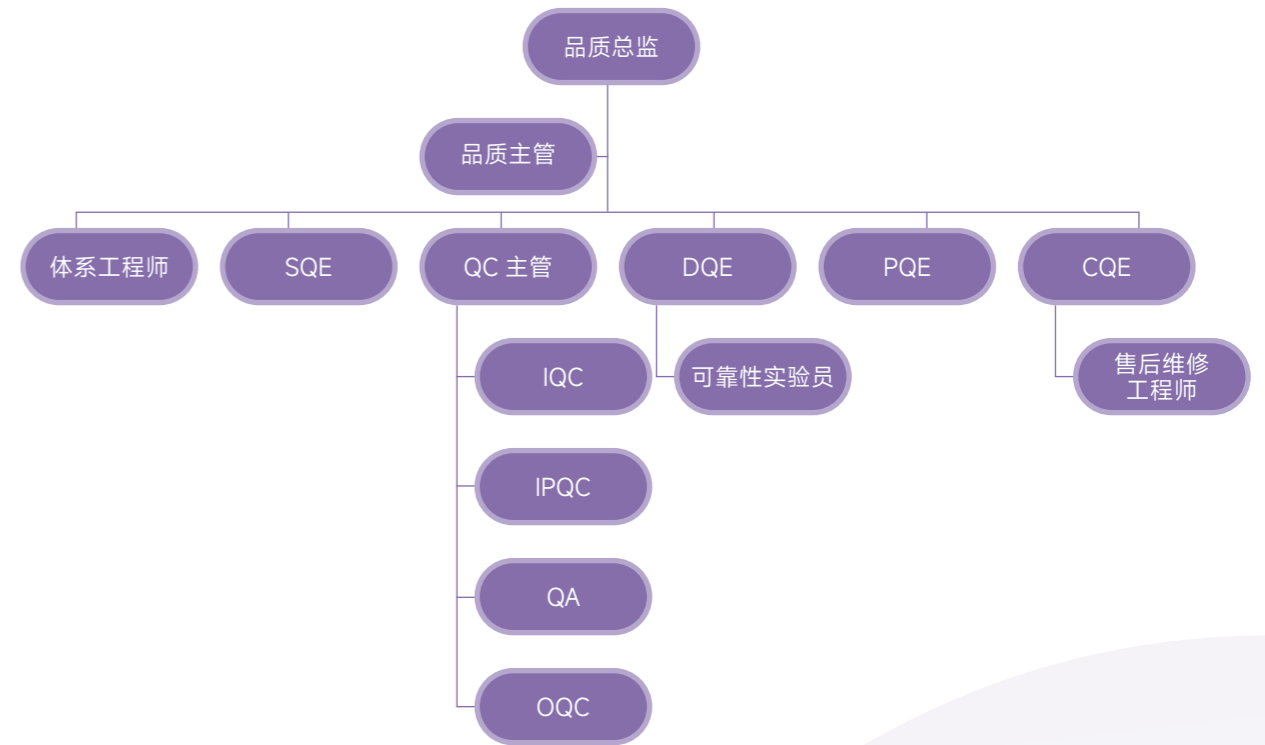 品质总监
品质主管
体系工程师
SQE
QC 主管
DQE
PQE
CQE
IQC
可靠性实验员
售后维修
工程师
IPQC
QA
OQC